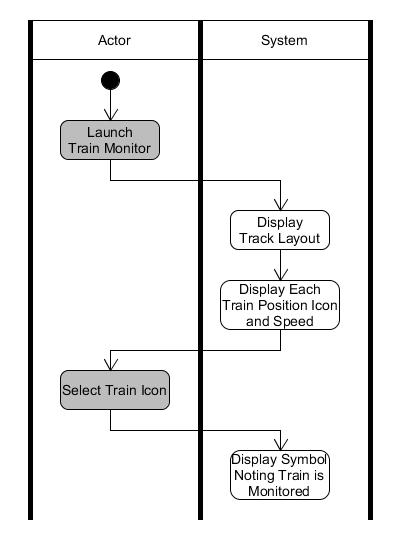 Actor
System
Launch
Train Monitor
Display
Track Layout
Display Each
Train Position Icon
and Speed
Select Train Icon
Display Symbol
Noting Train is
Monitored